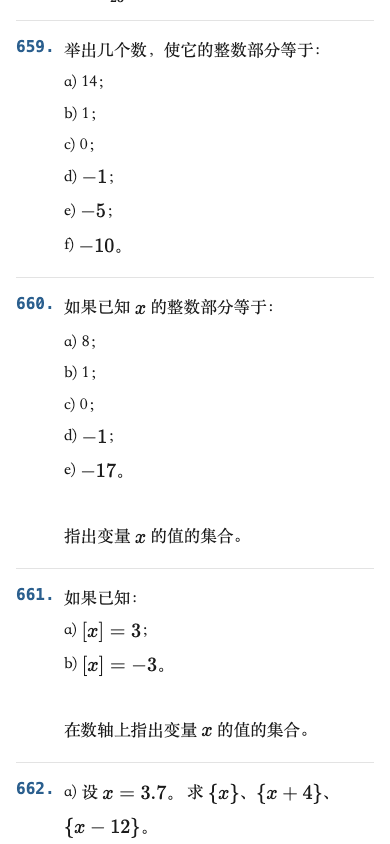 659. 举出几个数，使它的整数部分等于：
a) 14；
b) 1；
c) 0；
d) −1；
e) −5；
f) −10。
660. 如果已知 x 的整数部分等于：
a) 8；
b) 1；
c) 0；
d) −1；
e) −17。
指出变量 x 的值的集合。
661. 如果已知：
a) [x] = 3；
b) [x] = −3。
在数轴上指出变量 x 的值的集合。
662. a) 设 x = 3.7。求 {x}、{x + 4}、
{x − 12}。